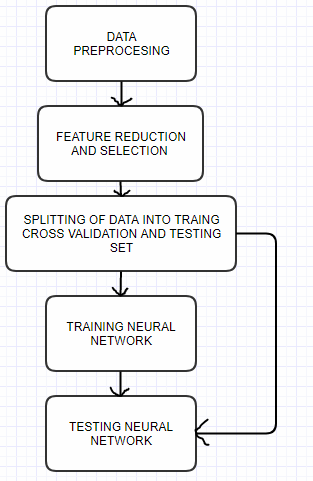 DATA
PREPROCESING
FEATURE REDUCTION
AND SELECTION
SPLITTING OF DATA INTO TRAING
CROSS VALIDATION AND TESTING
SET
TRAINING NEURAL
NETWORK
TESTING NEURAL
NETWORK